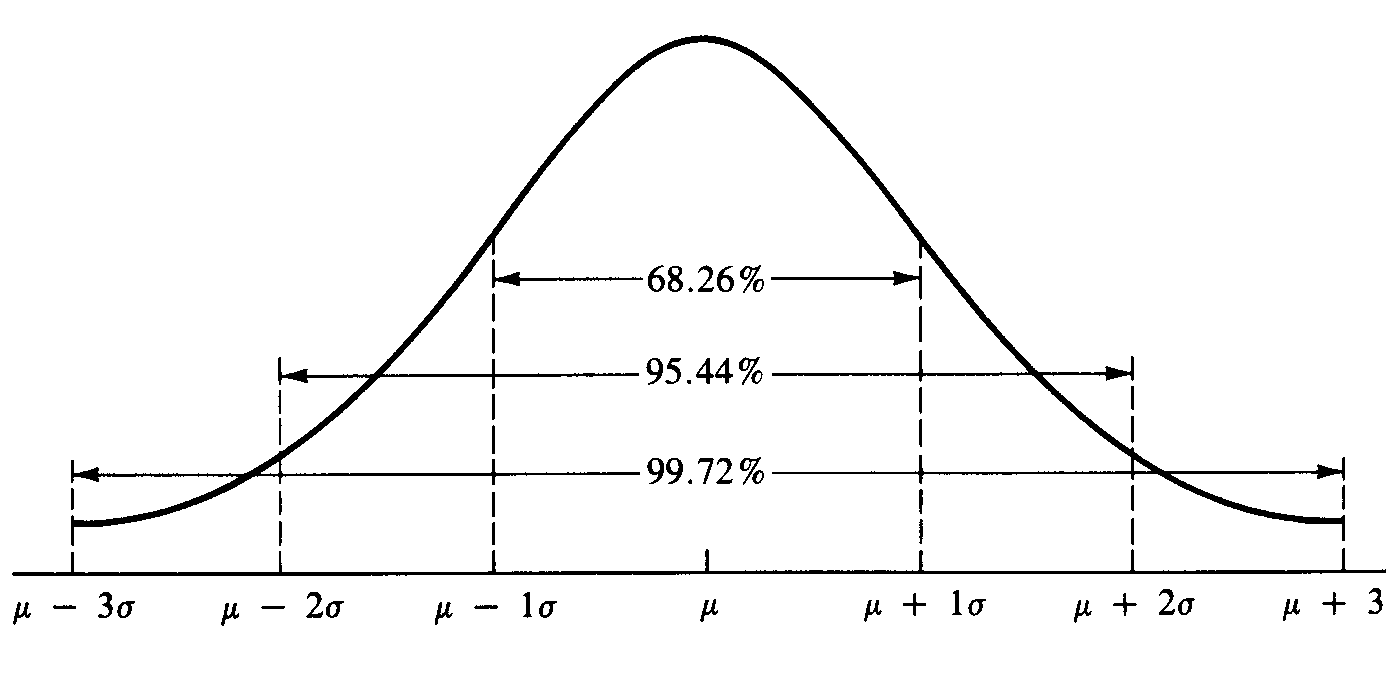 68.26%
95.44%
99.72%
μ − 3σ μ − 2σ μ − 1σ μ μ + 1σ μ + 2σ μ + 3